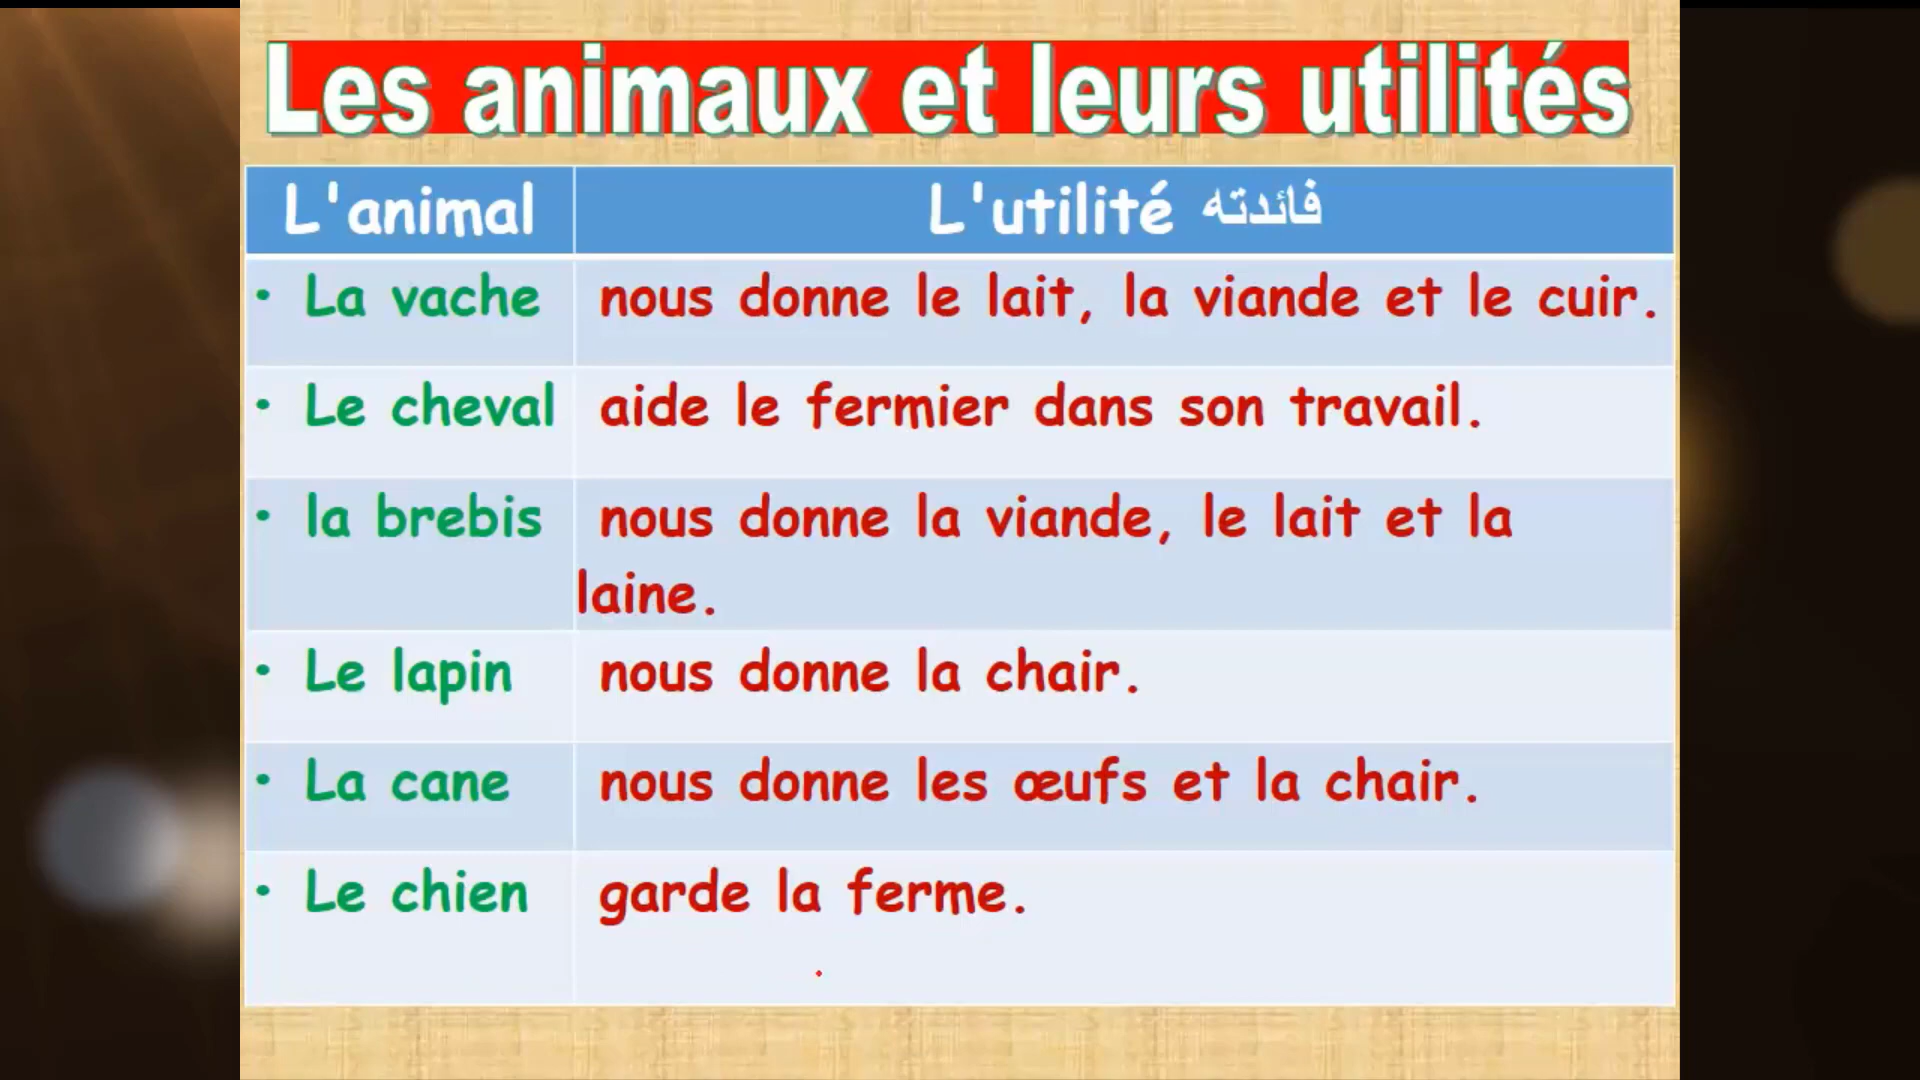 Les animaux et leurs utilités
L'animal
L'utilité فائدته
• La vache
nous donne le lait, la viande et le cuir.
• Le cheval
aide le fermier dans son travail.
• la brebis
nous donne la viande, le lait et la
laine.
• Le lapin
nous donne la chair.
• La cane
nous donne les œufs et la chair.
• Le chien
garde la ferme.